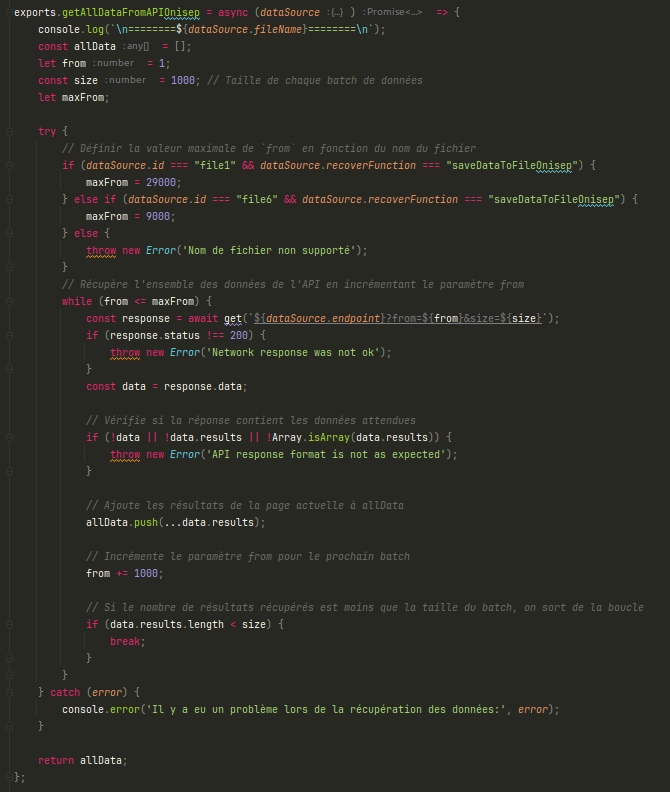 exports.getAllDataFromAPIOnisep = async (dataSource :{...} ) :Promise<...> => {
console.log(`\n========${dataSource.fileName}========\n`);
const allData :any[] = [];
let from :number = 1;
const size :number = 1000; // Taille de chaque batch de données
let maxFrom;
try {
// Définir la valeur maximale de `from` en fonction du nom du fichier
if (dataSource.id === "file1" && dataSource.recoverFunction === "saveDataToFileOnisep") {
maxFrom = 29000;
} else if (dataSource.id === "file6" && dataSource.recoverFunction === "saveDataToFileOnisep") {
maxFrom = 9000;
} else {
throw new Error('Nom de fichier non supporté');
}
// Récupère l'ensemble des données de l'API en incrémentant le paramètre from
while (from <= maxFrom) {
const response = await get(`${dataSource.endpoint}?from=${from}&size=${size}`);
if (response.status !== 200) {
throw new Error('Network response was not ok');
}
const data = response.data;
// Vérifie si la réponse contient les données attendues
if (!data || !data.results || !Array.isArray(data.results)) {
throw new Error('API response format is not as expected');
}
// Ajoute les résultats de la page actuelle à allData
allData.push(...data.results);
// Incrémente le paramètre from pour le prochain batch
from += 1000;
// Si le nombre de résultats récupérés est moins que la taille du batch, on sort de la boucle
if (data.results.length < size) {
break;
}
}
} catch (error) {
console.error('Il y a eu un problème lors de la récupération des données:', error);
}
return allData;
};